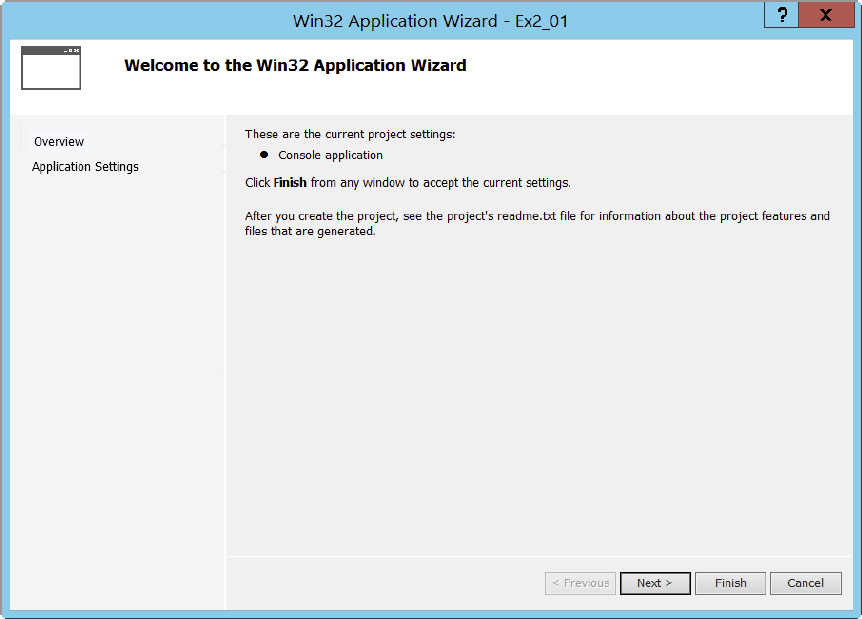 Win32 Application Wizard - Ex2_01
? X
Welcome to the Win32 Application Wizard
Overview
Application Settings
These are the current project settings:
● Console application
Click Finish from any window to accept the current settings.
After you create the project, see the project's readme.txt file for information about the project features and
files that are generated.
< Previous Next > Finish Cancel